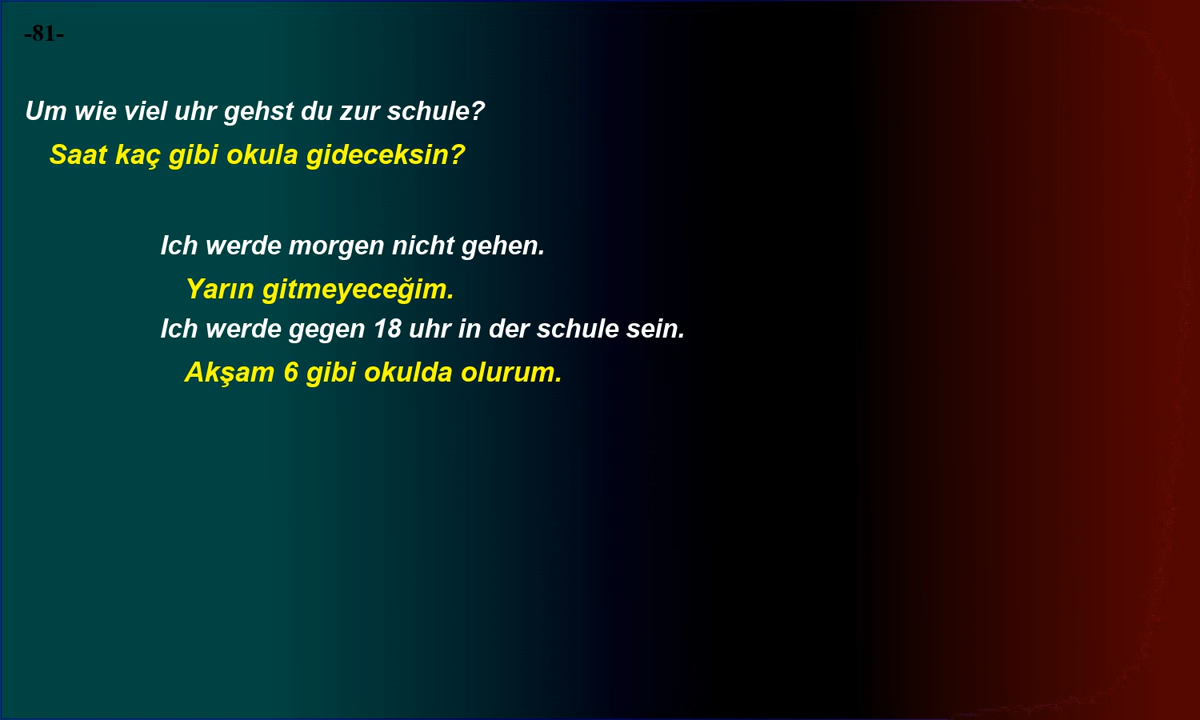 -81-
Um wie viel uhr gehst du zur schule?
Saat kaç gibi okula gideceksin?
Ich werde morgen nicht gehen.
Yarın gitmeyeceğim.
Ich werde gegen 18 uhr in der schule sein.
Akşam 6 gibi okulda olurum.